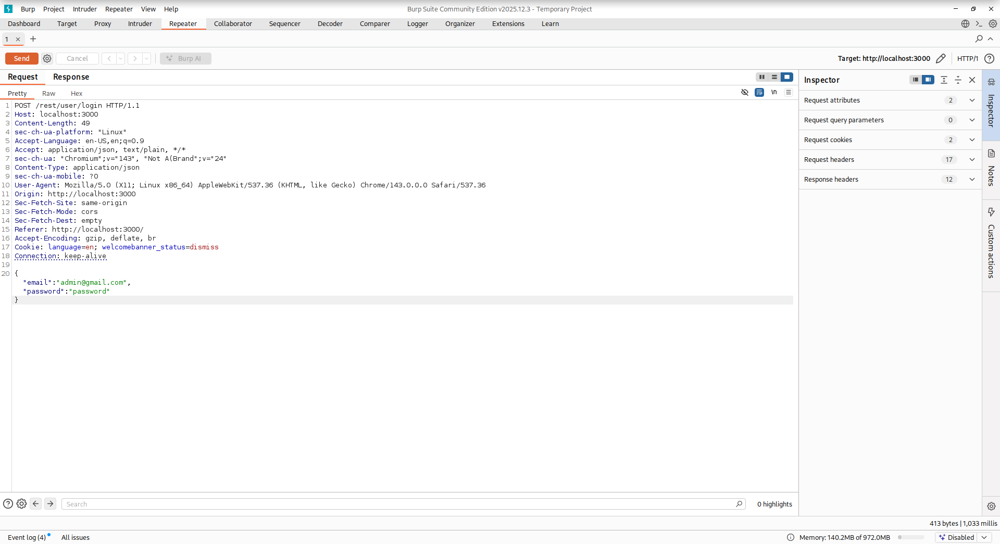 Burp Project Intruder Repeater View Help
Burp Suite Community Edition v2025.12.3 - Temporary Project
Dashboard Target Proxy Intruder Repeater Collaborator Sequencer Decoder Comparer Logger Organizer Extensions Learn
1
Send Cancel Burp AI
Target: http://localhost:3000 HTTP/1
Request Response
Pretty Raw Hex
\n
1 POST /rest/user/login HTTP/1.1
2 Host: localhost:3000
3 Content-Length: 49
4 sec-ch-ua-platform: "Linux"
5 Accept-Language: en-US,en;q=0.9
6 Accept: application/json, text/plain, */*
7 sec-ch-ua: "Chromium";v="143", "Not A(Brand";v="24"
8 Content-Type: application/json
9 sec-ch-ua-mobile: ?0
10 User-Agent: Mozilla/5.0 (X11; Linux x86_64) AppleWebKit/537.36 (KHTML, like Gecko) Chrome/143.0.0.0 Safari/537.36
11 Origin: http://localhost:3000
12 Sec-Fetch-Site: same-origin
13 Sec-Fetch-Mode: cors
14 Sec-Fetch-Dest: empty
15 Referer: http://localhost:3000/
16 Accept-Encoding: gzip, deflate, br
17 Cookie: language=en; welcomebanner_status=dismiss
18 Connection: keep-alive
19
20 {
"email":"admin@gmail.com",
"password":"password"
}
Inspector
Request attributes 2
Request query parameters 0
Request cookies 2
Request headers 17
Response headers 12
Inspector
Notes
Custom actions
Search
0 highlights
413 bytes | 1,033 millis
Event log (4) All issues
Memory: 140.2MB of 972.0MB
Disabled